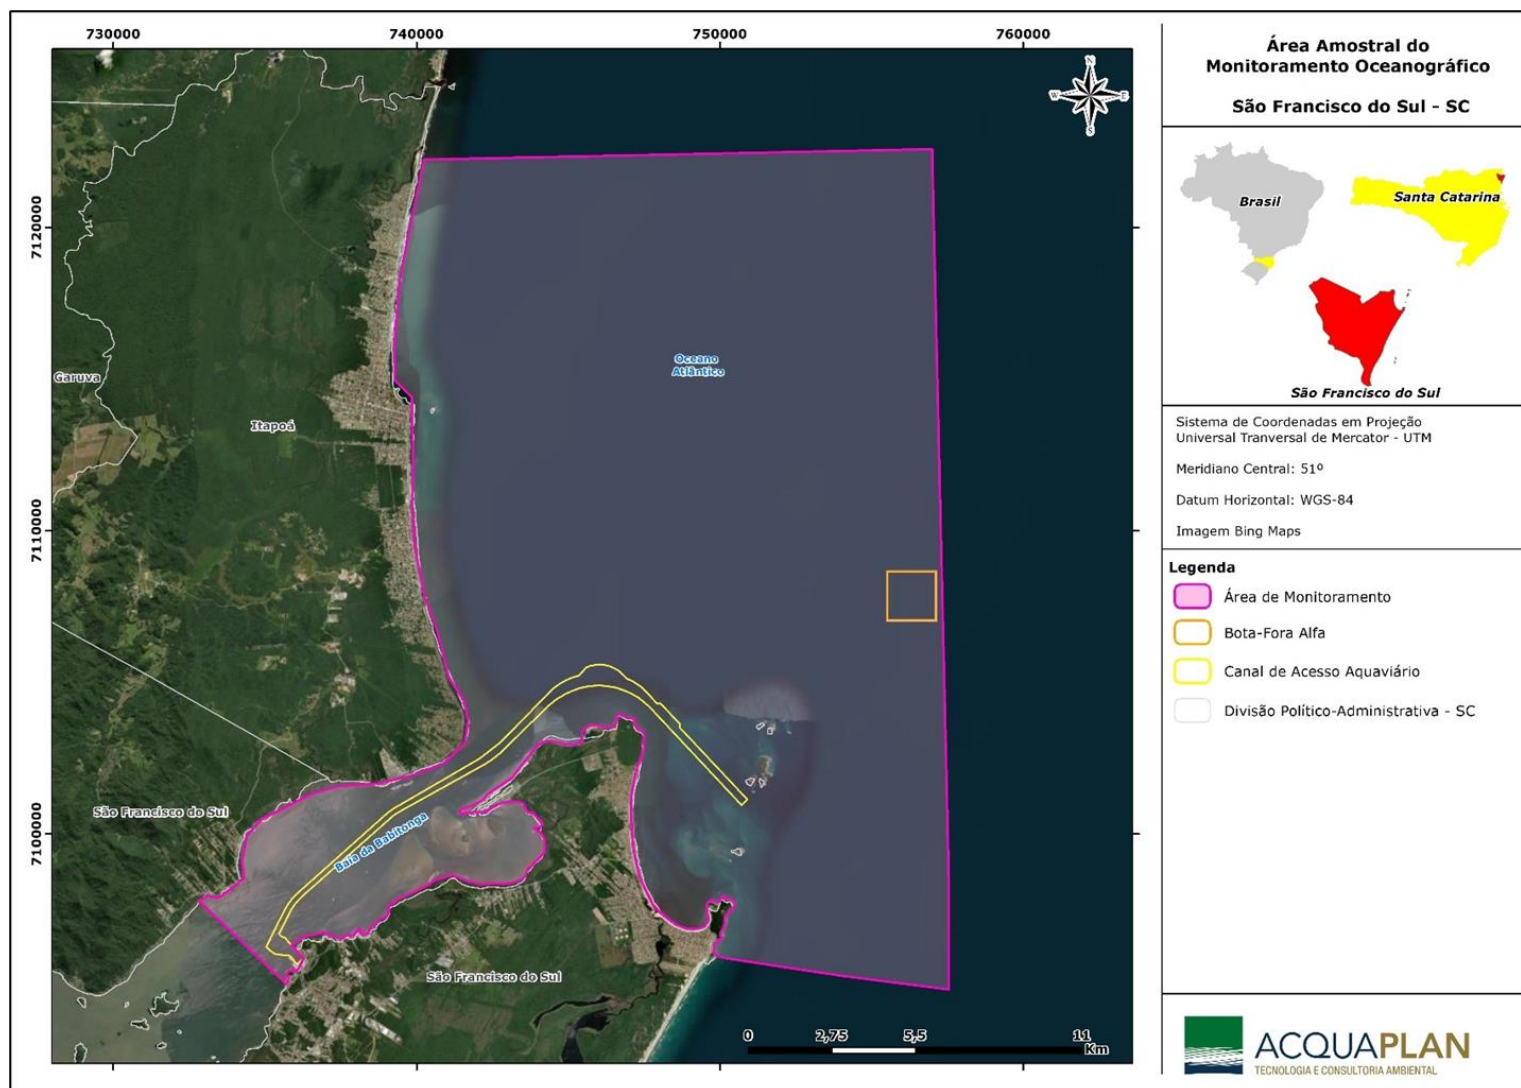 730000
740000
750000
760000
7120000
7110000
7100000
N
W
E
S
Oceano
Atlântico
Garuva
Itapoá
São Francisco do Sul
Baía da Babitonga
São Francisco do Sul
0
2,75
5,5
11
Km
Área Amostral do
Monitoramento Oceanográfico
São Francisco do Sul - SC
Brasil
Santa Catarina
São Francisco do Sul
Sistema de Coordenadas em Projeção
Universal Tranversal de Mercator - UTM
Meridiano Central: 51º
Datum Horizontal: WGS-84
Imagem Bing Maps
Legenda
Área de Monitoramento
Bota-Fora Alfa
Canal de Acesso Aquaviário
Divisão Político-Administrativa - SC
ACQUAPLAN
TECNOLOGIA E CONSULTORIA AMBIENTAL